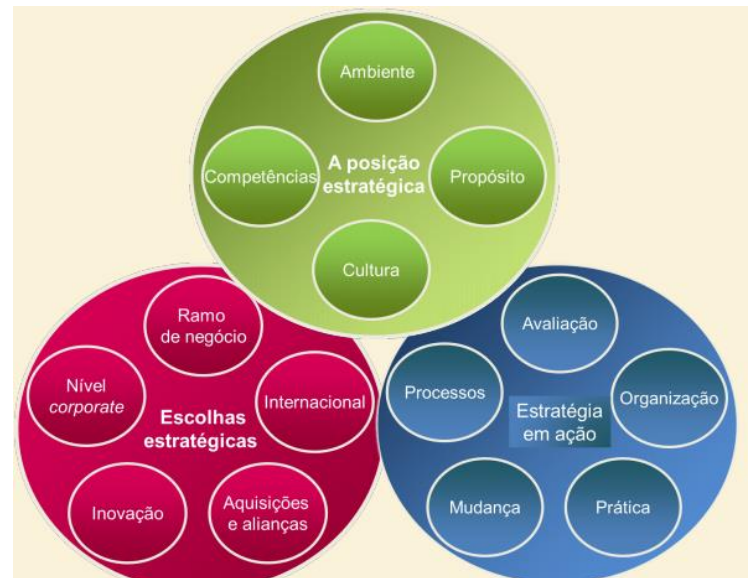 Ambiente
Competências
A posição
estratégica
Propósito
Cultura
Ramo
de negócio
Nível
corporate
Escolhas
estratégicas
Internacional
Inovação
Aquisições
e alianças
Avaliação
Processos
Estratégia
em ação
Organização
Mudança
Prática